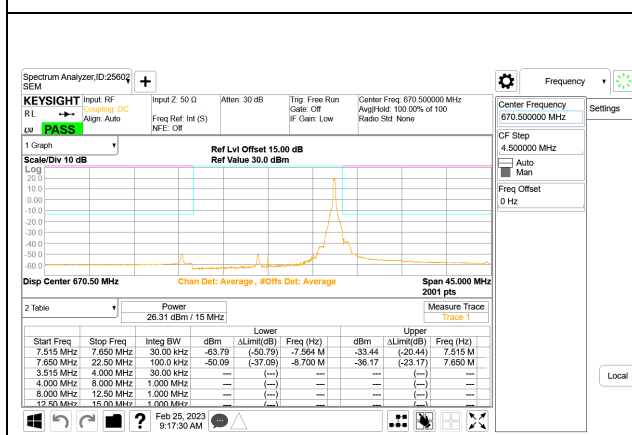 Spectrum Analyzer,ID:25602
SEM
Frequency
KEYSIGHT Input: RF Input Z: 50 Ω Atten: 30 dB Trig: Free Run Center Freq: 670.500000 MHz
RL Coupling: DC Gate: Off Avg|Hold: 100.00% of 100
Align: Auto Freq Ref: Int (S) IF Gain: Low Radio Std: None
NFE: Off
PASS
Center Frequency
670.500000 MHz
Settings
CF Step
4.500000 MHz
Auto
Man
Freq Offset
0 Hz
Local
1 Graph
Ref Lvl Offset 15.00 dB
Scale/Div 10 dB Ref Value 30.0 dBm
Log
20.0
10.0
0.00
-10.0
-20.0
-30.0
-40.0
-50.0
-60.0
Disp Center 670.50 MHz Chan Det: Average, #Offs Det: Average Span 45.000 MHz
2001 pts
2 Table Power Measure Trace
26.31 dBm / 15 MHz Trace 1
Lower Upper
Start Freq Stop Freq Integ BW dBm ΔLimit(dB) Freq (Hz) dBm ΔLimit(dB) Freq (Hz)
7.515 MHz 7.650 MHz 30.00 kHz -63.79 (-50.79) -7.564 M -33.44 (-20.44) 7.515 M
7.650 MHz 22.50 MHz 100.0 kHz -50.09 (-37.09) -8.700 M -36.17 (-23.17) 7.650 M
3.515 MHz 4.000 MHz 30.00 kHz --- (---) --- --- (---) ---
4.000 MHz 8.000 MHz 1.000 MHz --- (---) --- --- (---) ---
8.000 MHz 12.50 MHz 1.000 MHz --- (---) --- --- (---) ---
12.50 MHz 15.00 MHz 1.000 MHz --- (---) --- --- (---) ---
Feb 25, 2023
9:17:30 AM